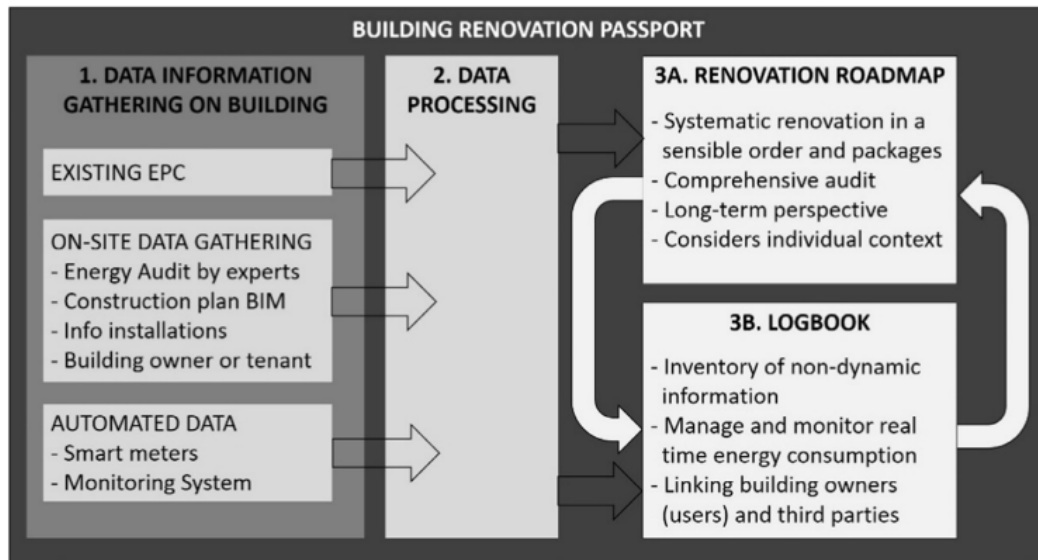 BUILDING RENOVATION PASSPORT
1. DATA INFORMATION
GATHERING ON BUILDING
EXISTING EPC
ON-SITE DATA GATHERING
- Energy Audit by experts
- Construction plan BIM
- Info installations
- Building owner or tenant
AUTOMATED DATA
- Smart meters
- Monitoring System
2. DATA
PROCESSING
3A. RENOVATION ROADMAP
- Systematic renovation in a
sensible order and packages
- Comprehensive audit
- Long-term perspective
- Considers individual context
3B. LOGBOOK
- Inventory of non-dynamic
information
- Manage and monitor real
time energy consumption
- Linking building owners
(users) and third parties